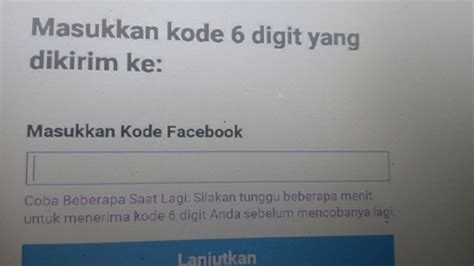 Masukkan kode 6 digit yang
dikirim ke:
Masukkan Kode Facebook
Coba Beberapa Saat Lagi: Silakan tunggu beberapa menit
untuk menerima kode 6 digit Anda sebelum mencobanya lagi.
Lanjutkan